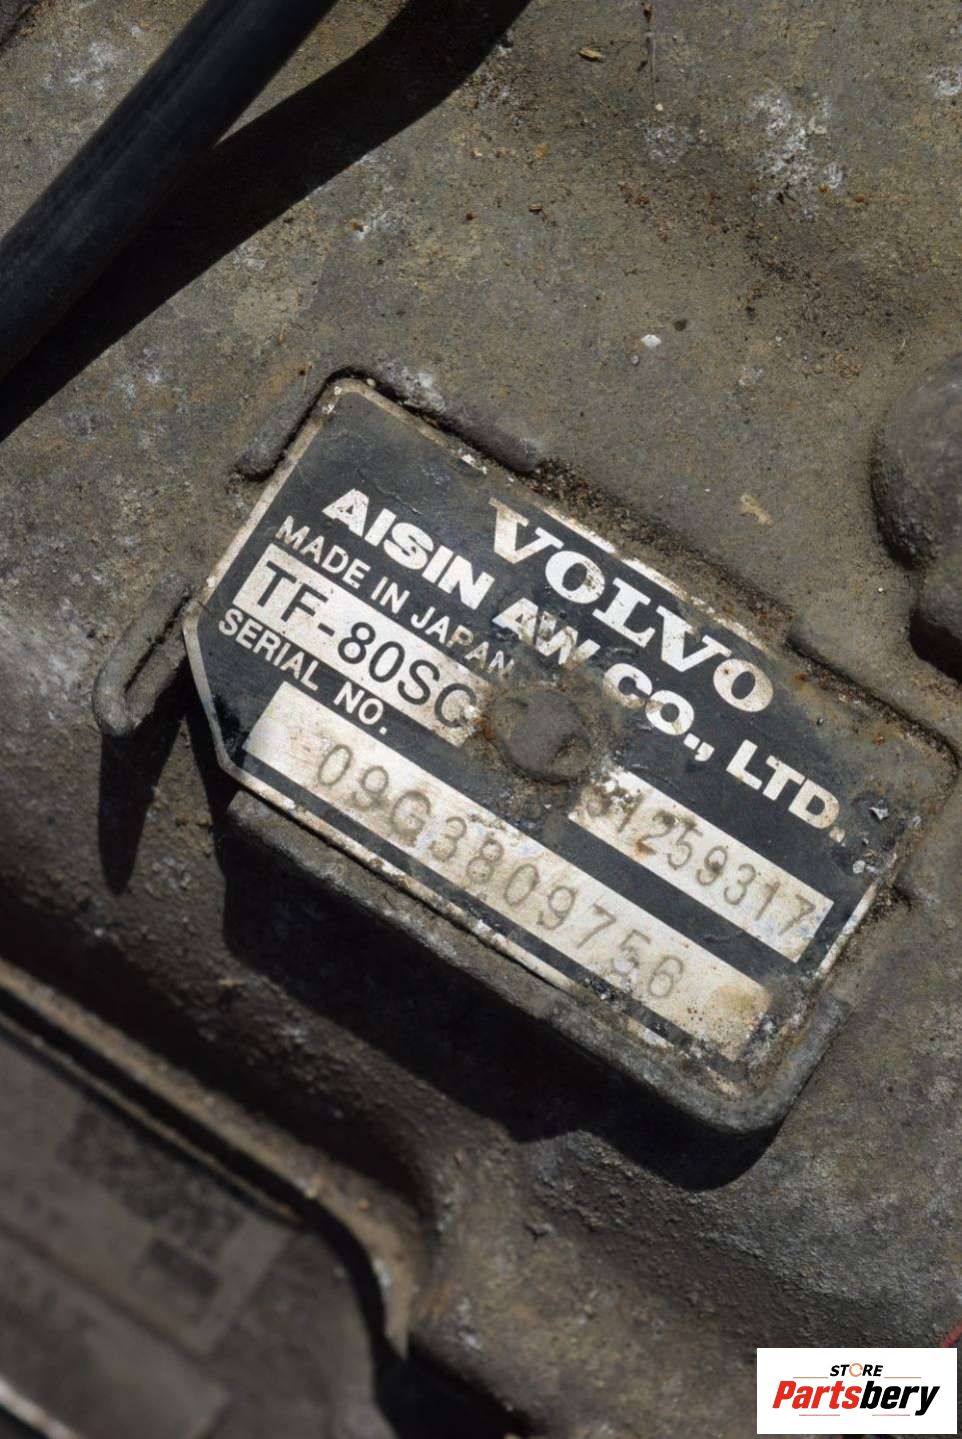 VOLVO
AISIN AW CO., LTD.
MADE IN JAPAN
TF-80SC
31259317
SERIAL NO.
09G3809756
STORE
Partsbery